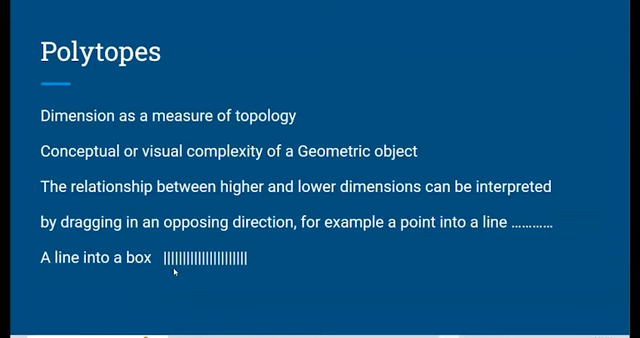 Polytopes
Dimension as a measure of topology
Conceptual or visual complexity of a Geometric object
The relationship between higher and lower dimensions can be interpreted
by dragging in an opposing direction, for example a point into a line …………
A line into a box ||||||||||||||||||||||